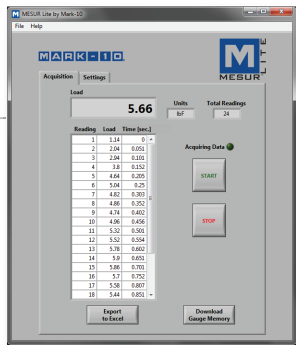 MESUR Lite by Mark-10
File Help
MARK-10
M
MESUR
LITE
Acquisition Settings
Load
5.66
Units
lbF
Total Readings
24
Reading Load Time [sec.]
1 1.14 0
2 2.04 0.051
3 2.94 0.101
4 3.8 0.152
5 4.64 0.205
6 5.04 0.25
7 4.82 0.303
8 4.86 0.352
9 4.74 0.402
10 4.96 0.456
11 5.32 0.501
12 5.52 0.554
13 5.78 0.602
14 5.9 0.651
15 5.86 0.701
16 5.7 0.752
17 5.58 0.807
18 5.44 0.851
Acquiring Data
START
STOP
Export
to Excel
Download
Gauge Memory